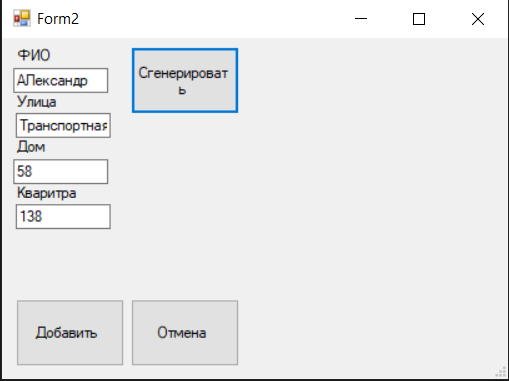 Form2
ФИО
АЛександр
Сгенерироват
ь
Улица
Транспортная
Дом
58
Кваритра
138
Добавить
Отмена